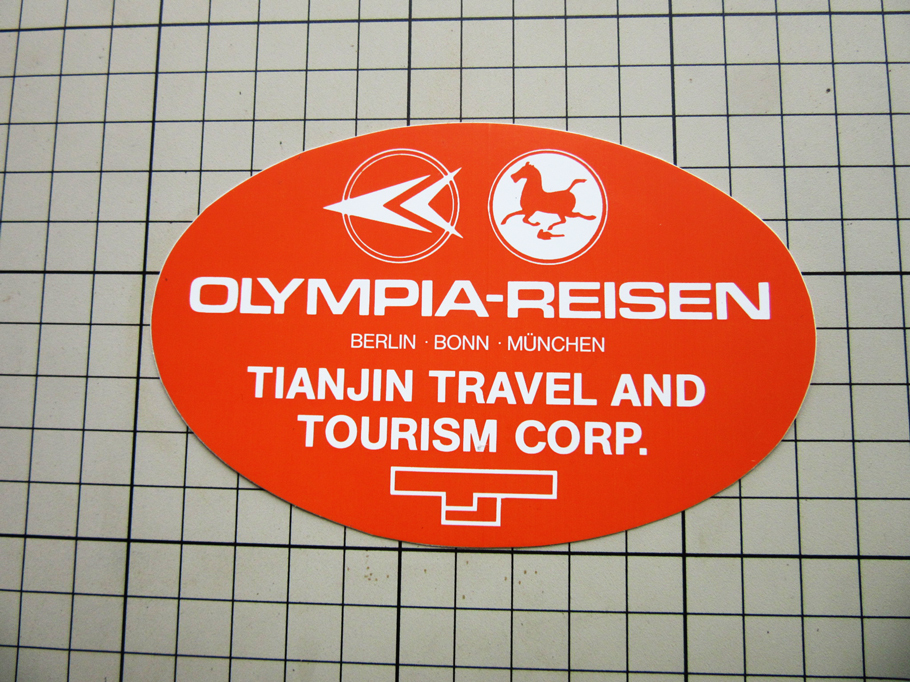 OLYMPIA-REISEN
BERLIN · BONN · MÜNCHEN
TIANJIN TRAVEL AND
TOURISM CORP.